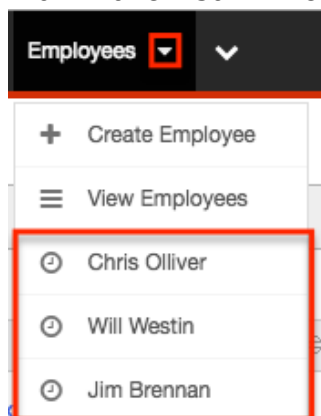 Employees
Create Employee
View Employees
Chris Olliver
Will Westin
Jim Brennan